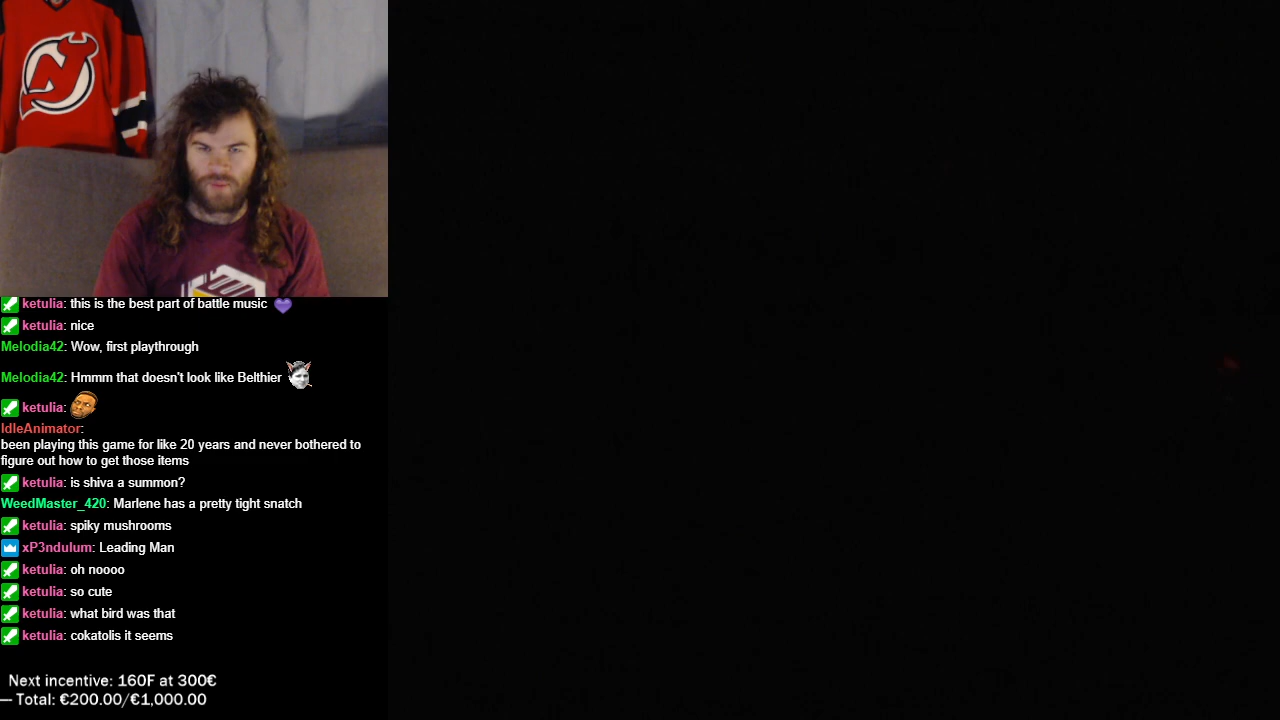 ketulia: this is the best part of battle music
ketulia: nice
Melodia42: Wow, first playthrough
Melodia42: Hmmm that doesn't look like Belthier
ketulia:
IdleAnimator:
been playing this game for like 20 years and never bothered to
figure out how to get those items
ketulia: is shiva a summon?
WeedMaster_420: Marlene has a pretty tight snatch
ketulia: spiky mushrooms
xP3ndulum: Leading Man
ketulia: oh noooo
ketulia: so cute
ketulia: what bird was that
ketulia: cokatolis it seems
Next incentive: 160F at 300€
— Total: €200.00/€1,000.00